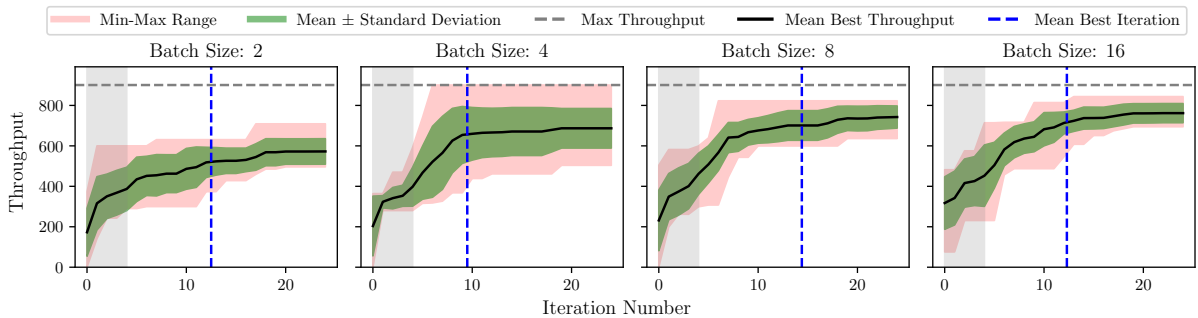 Min-Max Range Mean ± Standard Deviation Max Throughput Mean Best Throughput Mean Best Iteration
Batch Size: 2 Batch Size: 4 Batch Size: 8 Batch Size: 16
Throughput
800
600
400
200
0
0 10 20 0 10 20 0 10 20 0 10 20
Iteration Number